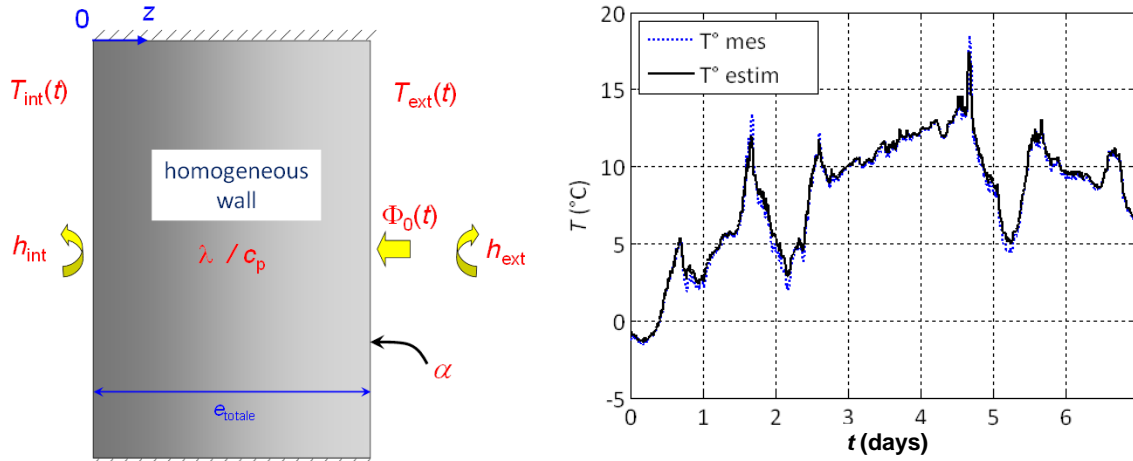 0
z
T_int(t)
T_ext(t)
homogeneous
wall
Φ_0(t)
h_int
λ / c_p
h_ext
α
e_totale
T° mes
T° estim
20
15
10
5
0
-5
T (°C)
0 1 2 3 4 5 6
t (days)